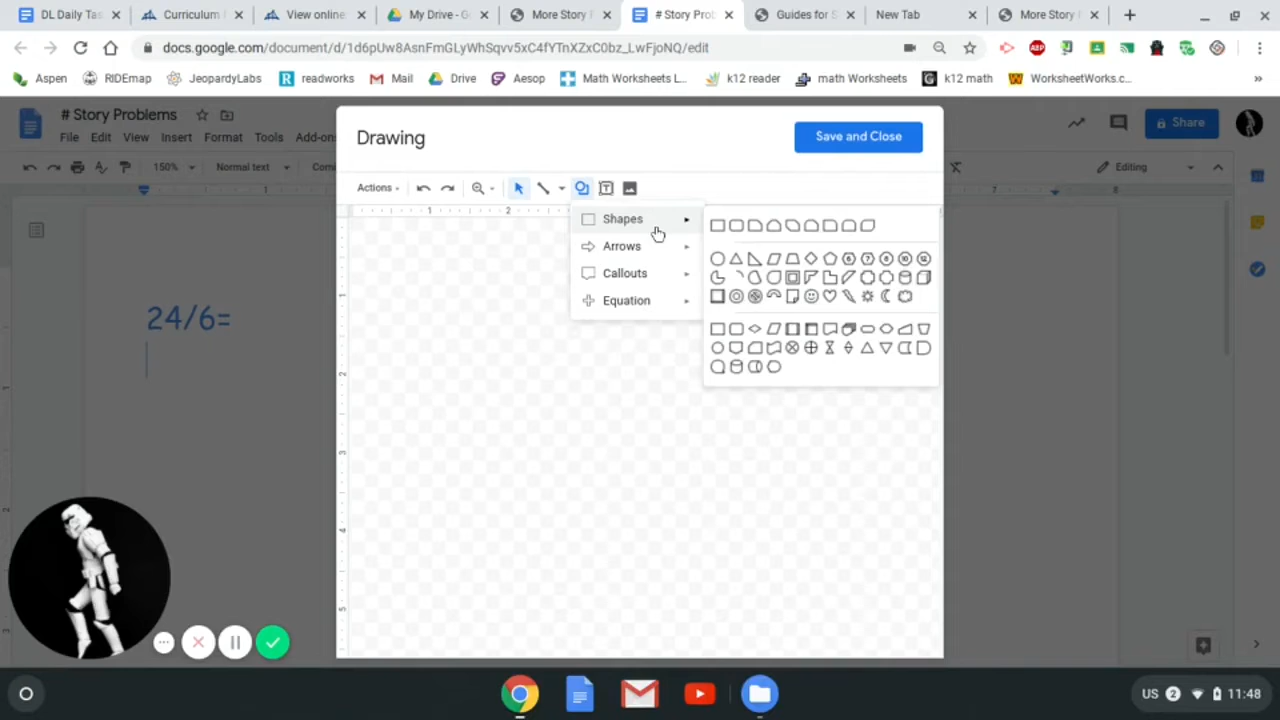 DL Daily Tas
Curriculum
View online
My Drive - G
More Story F
# Story Prob
Guides for S
New Tab
More Story
docs.google.com/document/d/1d6pUw8AsnFmGLyWhSqvv5xC4fYTnXZxC0bz_LwFjoNQ/edit
Aspen
RIDEmap
JeopardyLabs
readworks
Mail
Drive
Aesop
Math Worksheets L...
k12 reader
math Worksheets
k12 math
WorksheetWorks.c...
# Story Problems
File Edit View Insert Format Tools Add-ons
Share
150% Normal text Comi
Editing
Drawing
Save and Close
Actions
Shapes
Arrows
Callouts
Equation
24/6=
US 2 11:48